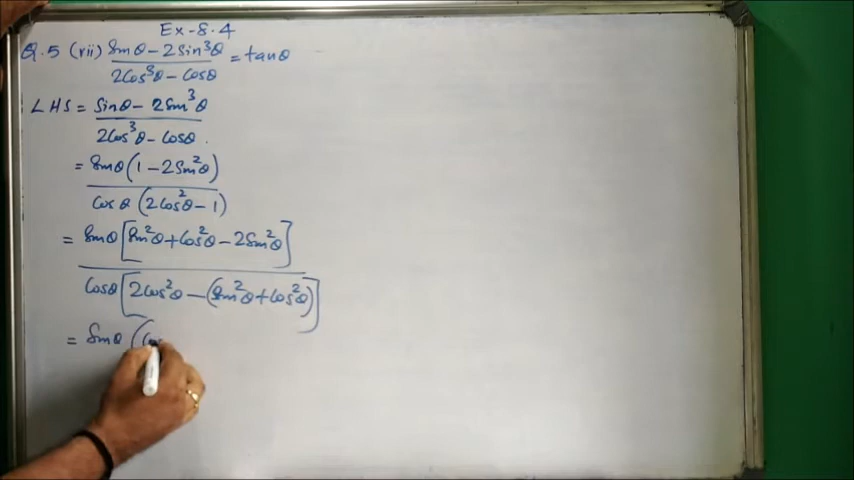 Ex-8.4
Q.5 (vii) Sinθ - 2Sin³θ / 2Cos³θ - Cosθ = tanθ
LHS = Sinθ - 2Sin³θ
2Cos³θ - Cosθ.
= Sinθ(1 - 2Sin²θ)
Cosθ (2Cos²θ - 1)
= Sinθ[Sin²θ + Cos²θ - 2Sin²θ]
Cosθ[2Cos²θ - (Sin²θ + Cos²θ)]
= Sinθ (Cos